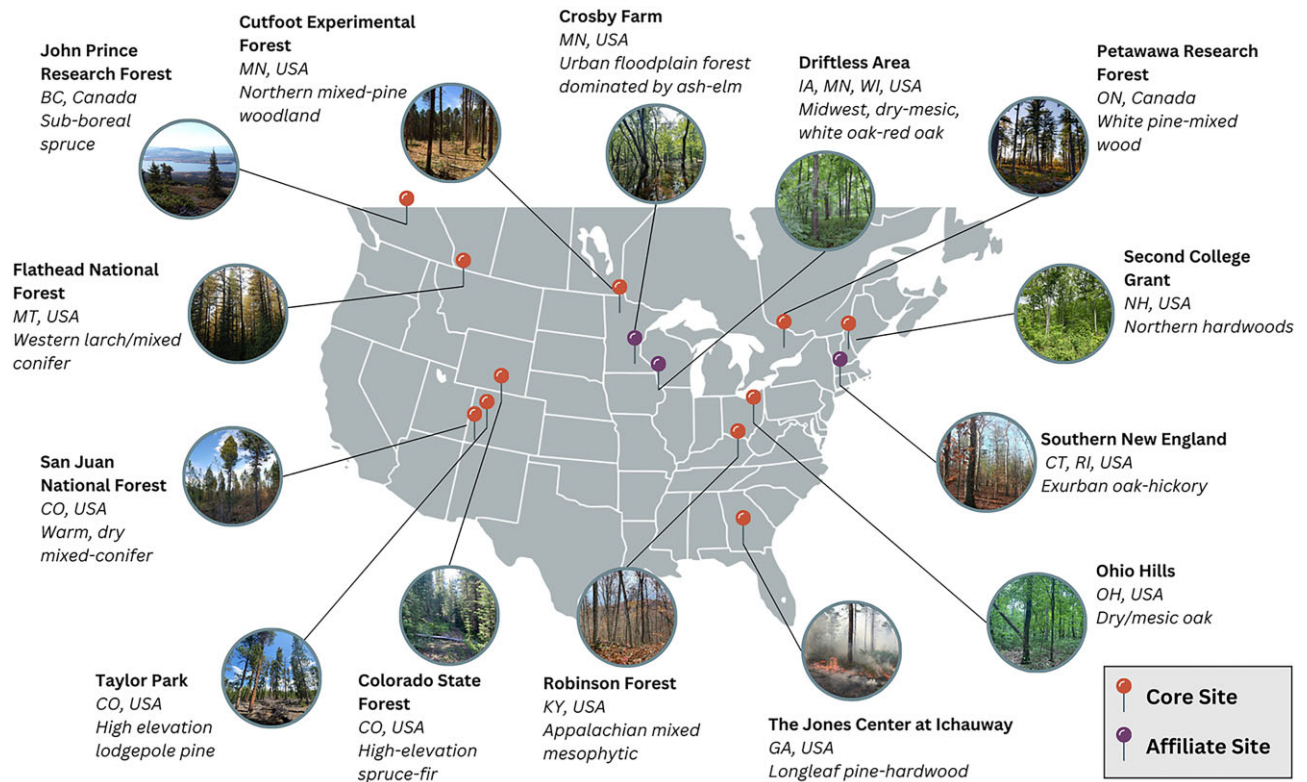 John Prince
Research Forest
BC, Canada
Sub-boreal
spruce
Cutfoot Experimental
Forest
MN, USA
Northern mixed-pine
woodland
Crosby Farm
MN, USA
Urban floodplain forest
dominated by ash-elm
Driftless Area
IA, MN, WI, USA
Midwest, dry-mesic,
white oak-red oak
Petawawa Research
Forest
ON, Canada
White pine-mixed
wood
Flathead National
Forest
MT, USA
Western larch/mixed
conifer
Second College
Grant
NH, USA
Northern hardwoods
San Juan
National Forest
CO, USA
Warm, dry
mixed-conifer
Southern New England
CT, RI, USA
Exurban oak-hickory
Taylor Park
CO, USA
High elevation
lodgepole pine
Colorado State
Forest
CO, USA
High-elevation
spruce-fir
Robinson Forest
KY, USA
Appalachian mixed
mesophytic
The Jones Center at Ichauway
GA, USA
Longleaf pine-hardwood
Ohio Hills
OH, USA
Dry/mesic oak
Core Site
Affiliate Site